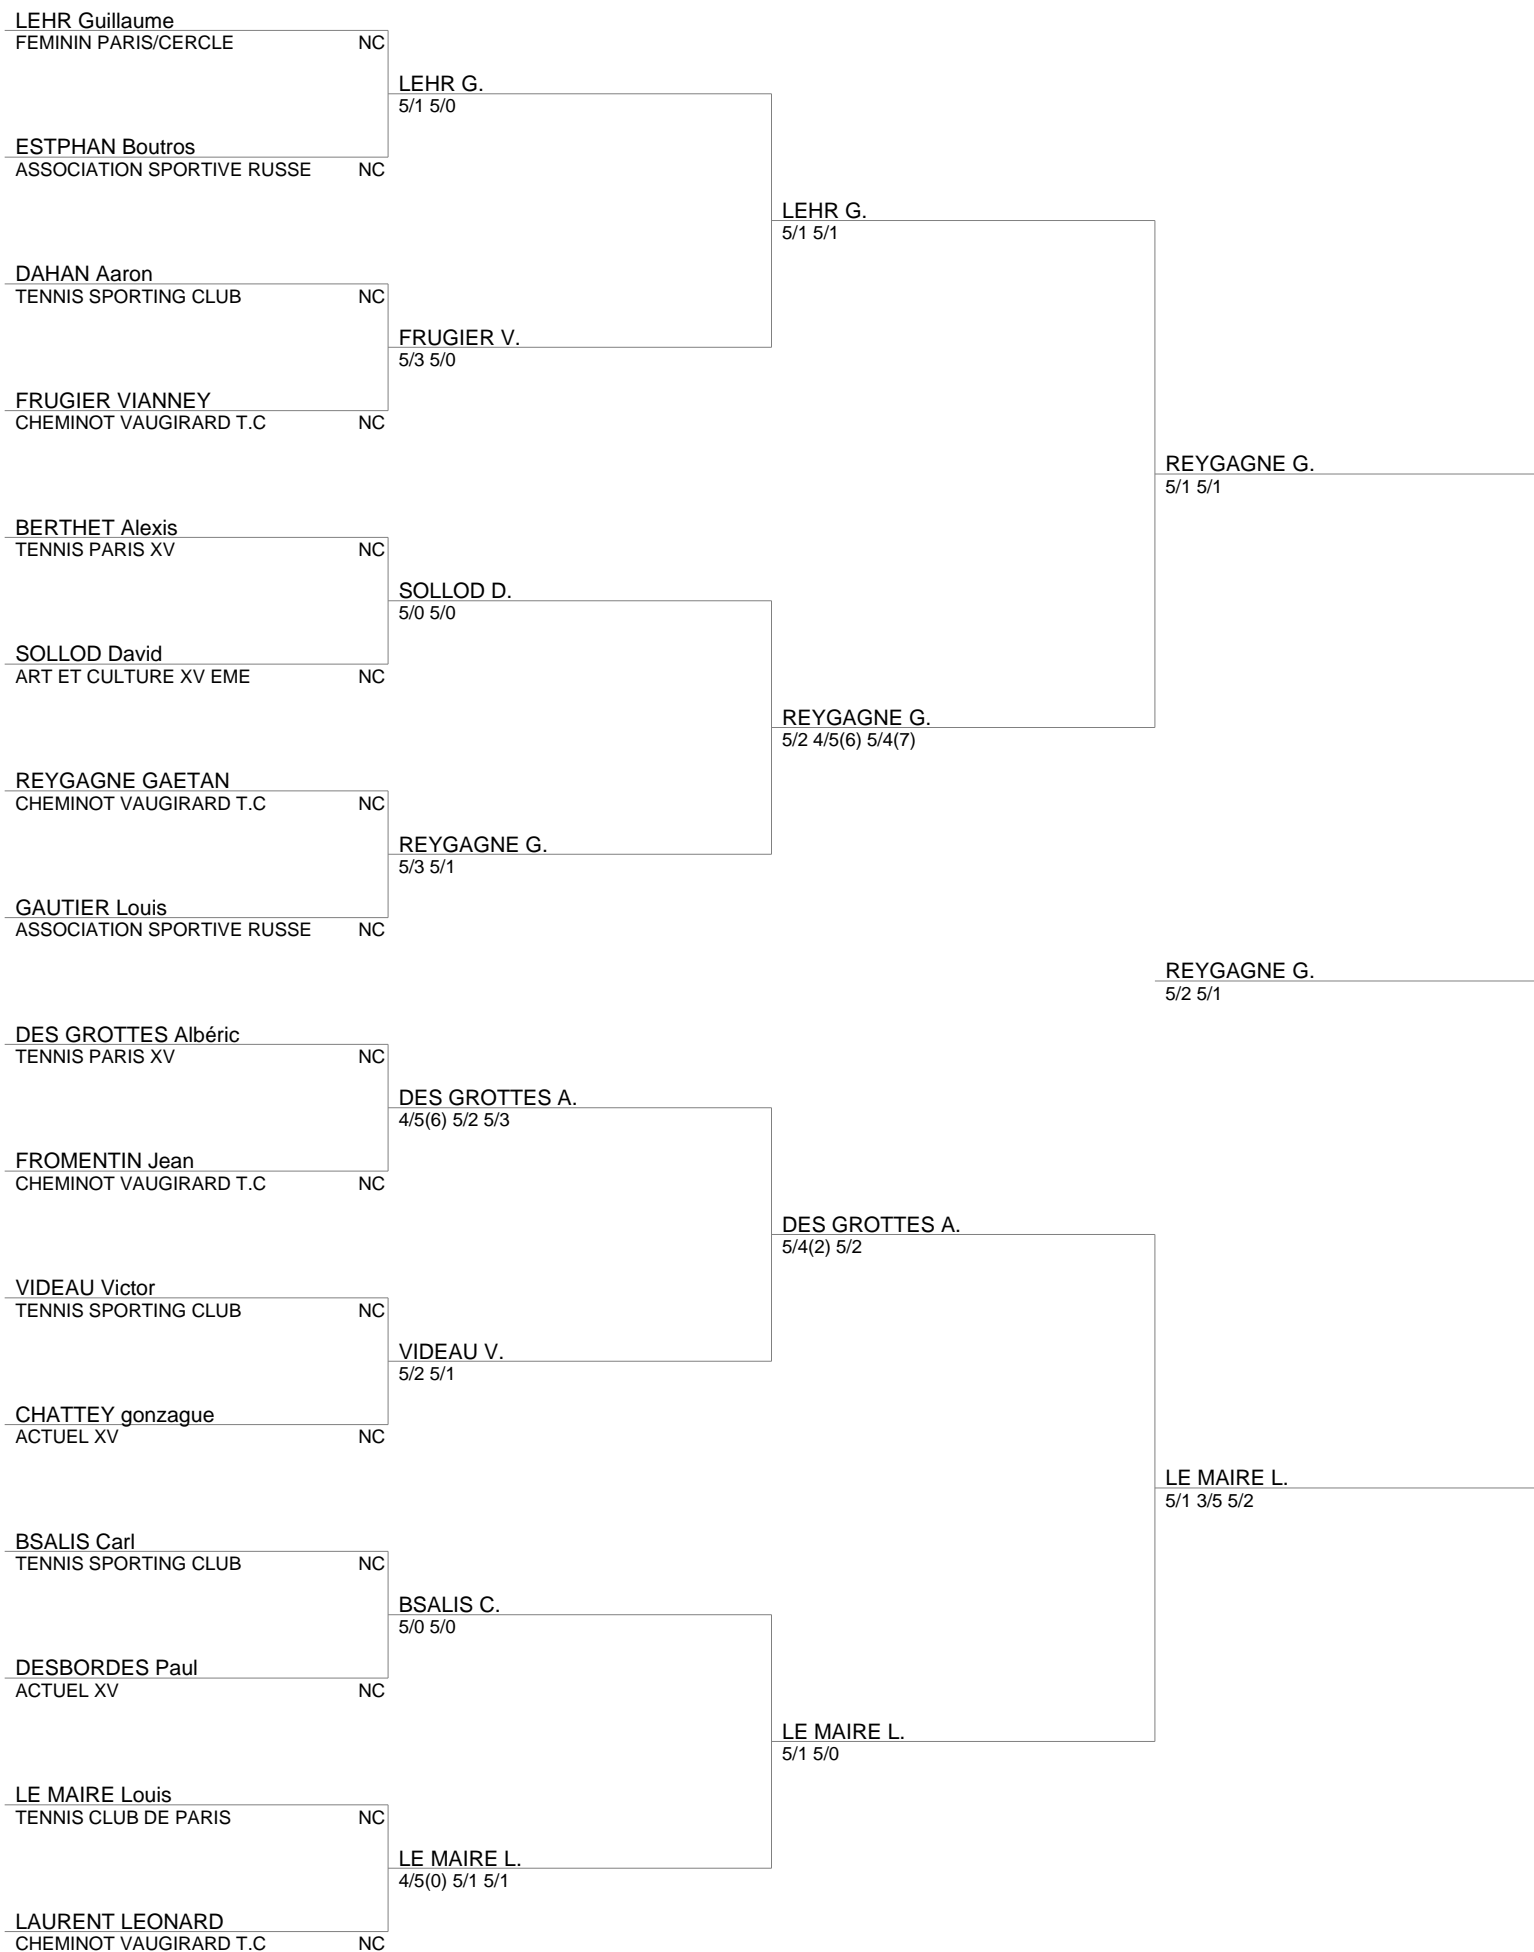 LEHR Guillaume
FEMININ PARIS/CERCLE NC
LEHR G.
5/1 5/0
ESTPHAN Boutros
ASSOCIATION SPORTIVE RUSSE NC
LEHR G.
5/1 5/1
DAHAN Aaron
TENNIS SPORTING CLUB NC
FRUGIER V.
5/3 5/0
FRUGIER VIANNEY
CHEMINOT VAUGIRARD T.C NC
REYGAGNE G.
5/1 5/1
BERTHET Alexis
TENNIS PARIS XV NC
SOLLOD D.
5/0 5/0
SOLLOD David
ART ET CULTURE XV EME NC
REYGAGNE G.
5/2 4/5(6) 5/4(7)
REYGAGNE GAETAN
CHEMINOT VAUGIRARD T.C NC
REYGAGNE G.
5/3 5/1
GAUTIER Louis
ASSOCIATION SPORTIVE RUSSE NC
REYGAGNE G.
5/2 5/1
DES GROTTES Albéric
TENNIS PARIS XV NC
DES GROTTES A.
4/5(6) 5/2 5/3
FROMENTIN Jean
CHEMINOT VAUGIRARD T.C NC
DES GROTTES A.
5/4(2) 5/2
VIDEAU Victor
TENNIS SPORTING CLUB NC
VIDEAU V.
5/2 5/1
CHATTEY gonzague
ACTUEL XV NC
LE MAIRE L.
5/1 3/5 5/2
BSALIS Carl
TENNIS SPORTING CLUB NC
BSALIS C.
5/0 5/0
DESBORDES Paul
ACTUEL XV NC
LE MAIRE L.
5/1 5/0
LE MAIRE Louis
TENNIS CLUB DE PARIS NC
LE MAIRE L.
4/5(0) 5/1 5/1
LAURENT LEONARD
CHEMINOT VAUGIRARD T.C NC